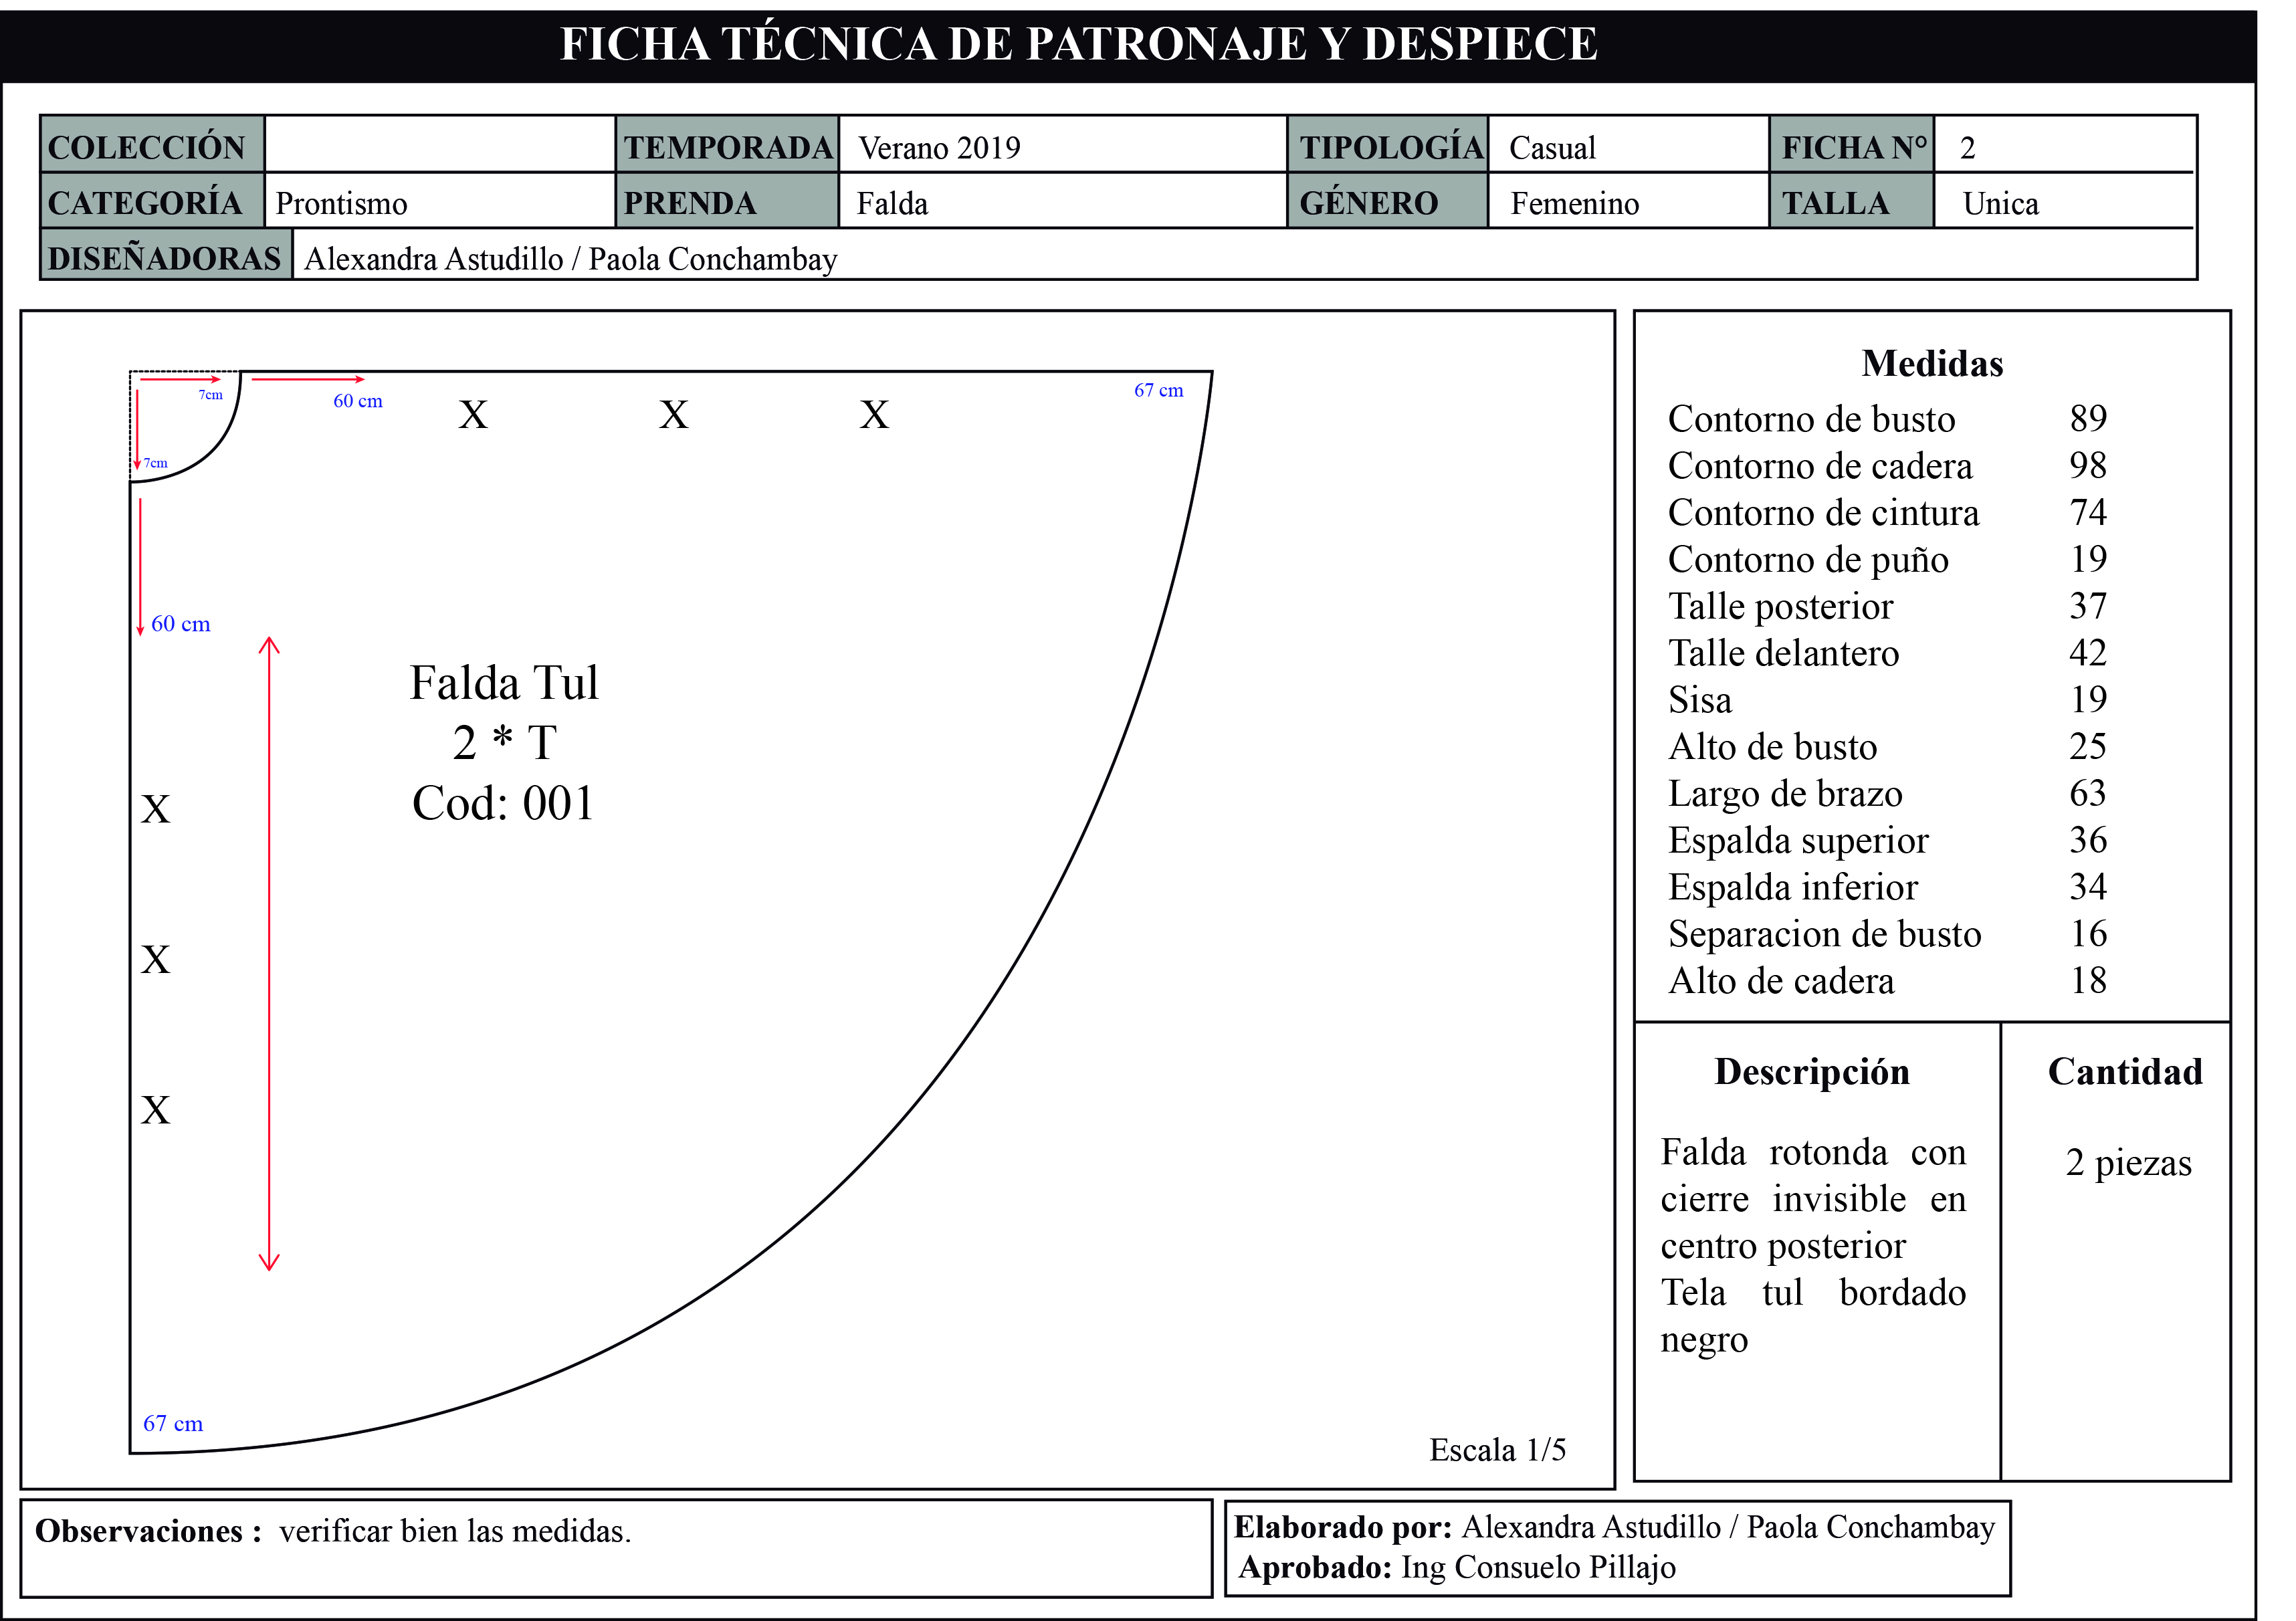 FICHA TÉCNICA DE PATRONAJE Y DESPIECE
COLECCIÓN TEMPORADA Verano 2019 TIPOLOGÍA Casual FICHA N° 2
CATEGORÍA Prontismo PRENDA Falda GÉNERO Femenino TALLA Unica
DISEÑADORAS Alexandra Astudillo / Paola Conchambay
7cm
60 cm
67 cm
X X X
7cm
60 cm
Falda Tul
2 * T
Cod: 001
X
X
X
67 cm
Escala 1/5
Medidas
Contorno de busto 89
Contorno de cadera 98
Contorno de cintura 74
Contorno de puño 19
Talle posterior 37
Talle delantero 42
Sisa 19
Alto de busto 25
Largo de brazo 63
Espalda superior 36
Espalda inferior 34
Separacion de busto 16
Alto de cadera 18
Descripción
Falda rotonda con
cierre invisible en
centro posterior
Tela tul bordado
negro
Cantidad
2 piezas
Observaciones : verificar bien las medidas.
Elaborado por: Alexandra Astudillo / Paola Conchambay
Aprobado: Ing Consuelo Pillajo